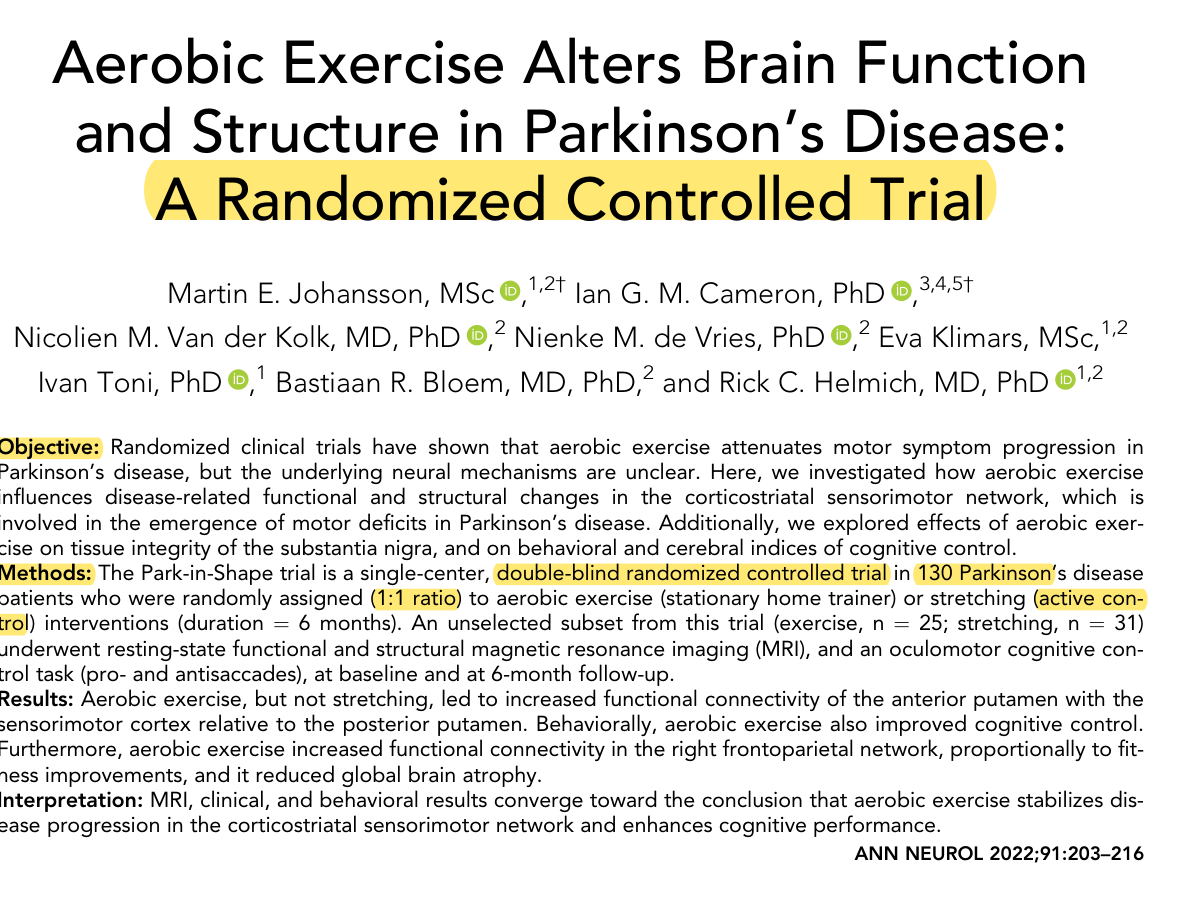 Aerobic Exercise Alters Brain Function
and Structure in Parkinson’s Disease:
A Randomized Controlled Trial
Martin E. Johansson, MSc iD,1,2† Ian G. M. Cameron, PhD iD,3,4,5†
Nicolien M. Van der Kolk, MD, PhD iD,2 Nienke M. de Vries, PhD iD,2 Eva Klimars, MSc,1,2
Ivan Toni, PhD iD,1 Bastiaan R. Bloem, MD, PhD,2 and Rick C. Helmich, MD, PhD iD1,2
Objective: Randomized clinical trials have shown that aerobic exercise attenuates motor symptom progression in
Parkinson’s disease, but the underlying neural mechanisms are unclear. Here, we investigated how aerobic exercise
influences disease-related functional and structural changes in the corticostriatal sensorimotor network, which is
involved in the emergence of motor deficits in Parkinson’s disease. Additionally, we explored effects of aerobic exer-
cise on tissue integrity of the substantia nigra, and on behavioral and cerebral indices of cognitive control.
Methods: The Park-in-Shape trial is a single-center, double-blind randomized controlled trial in 130 Parkinson’s disease
patients who were randomly assigned (1:1 ratio) to aerobic exercise (stationary home trainer) or stretching (active con-
trol) interventions (duration = 6 months). An unselected subset from this trial (exercise, n = 25; stretching, n = 31)
underwent resting-state functional and structural magnetic resonance imaging (MRI), and an oculomotor cognitive con-
trol task (pro- and antisaccades), at baseline and at 6-month follow-up.
Results: Aerobic exercise, but not stretching, led to increased functional connectivity of the anterior putamen with the
sensorimotor cortex relative to the posterior putamen. Behaviorally, aerobic exercise also improved cognitive control.
Furthermore, aerobic exercise increased functional connectivity in the right frontoparietal network, proportionally to fit-
ness improvements, and it reduced global brain atrophy.
Interpretation: MRI, clinical, and behavioral results converge toward the conclusion that aerobic exercise stabilizes dis-
ease progression in the corticostriatal sensorimotor network and enhances cognitive performance.
ANN NEUROL 2022;91:203–216